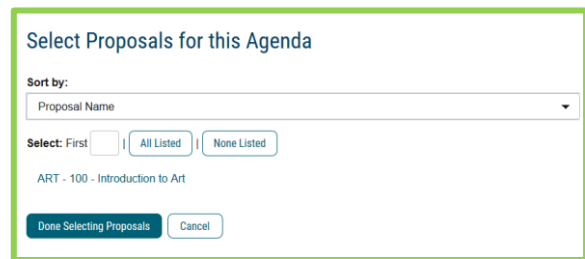 Select Proposals for this Agenda
Sort by:
Proposal Name
Select: First | All Listed | None Listed
ART - 100 - Introduction to Art
Done Selecting Proposals Cancel